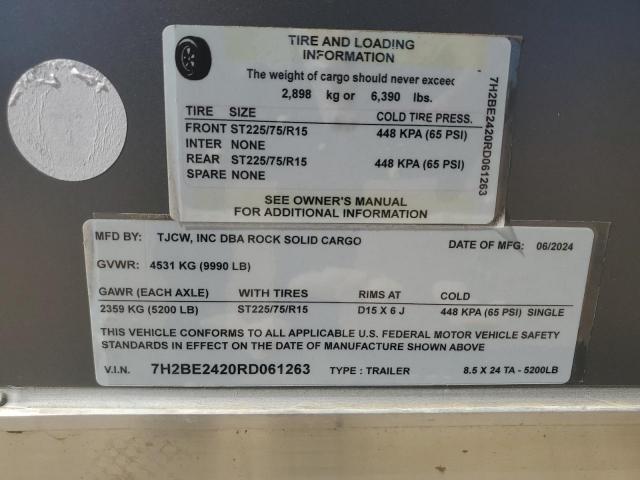 TIRE AND LOADING
INFORMATION
The weight of cargo should never exceed
2,898 kg or 6,390 lbs.
TIRE SIZE COLD TIRE PRESS.
FRONT ST225/75/R15 448 KPA (65 PSI)
INTER NONE
REAR ST225/75/R15 448 KPA (65 PSI)
SPARE NONE
SEE OWNER'S MANUAL
FOR ADDITIONAL INFORMATION
7H2BE2420RD061263
MFD BY: TJCW, INC DBA ROCK SOLID CARGO DATE OF MFG: 06/2024
GVWR: 4531 KG (9990 LB)
GAWR (EACH AXLE) WITH TIRES RIMS AT COLD
2359 KG (5200 LB) ST225/75/R15 D15 X 6 J 448 KPA (65 PSI) SINGLE
THIS VEHICLE CONFORMS TO ALL APPLICABLE U.S. FEDERAL MOTOR VEHICLE SAFETY
STANDARDS IN EFFECT ON THE DATE OF MANUFACTURE SHOWN ABOVE
V.I.N. 7H2BE2420RD061263 TYPE : TRAILER 8.5 X 24 TA - 5200LB